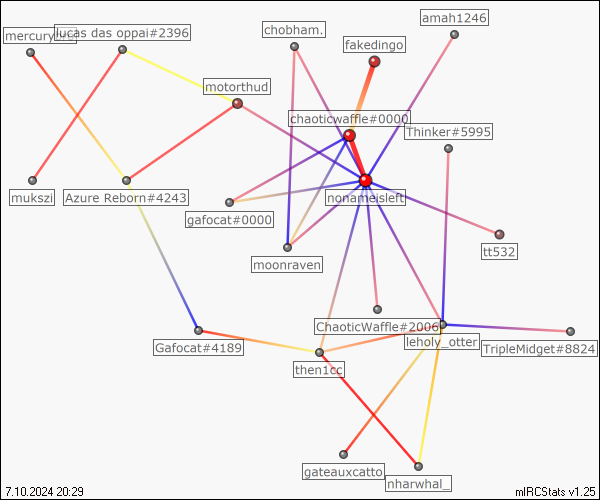 amah1246
chobham.
lucas das oppai#2396
fakedingo
motorthud
chaoticwaffle#0000
Thinker#5995
mukszi
Azure Reborn#4243
nonameisleft
gafocat#0000
tt532
moonraven
ChaoticWaffle#2006
leholy_otter
Gafocat#4189
TripleMidget#8824
then1cc
gateauxcatto
nharwhal_
7.10.2024 20:29
mIRCStats v1.25